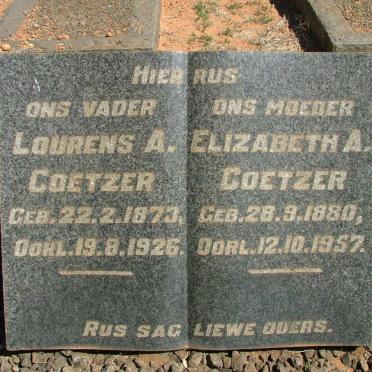 HIER RUS
ONS VADER
LOURENS A.
COETZER
GEB. 22.2.1873,
OORL. 19.8.1926.
ONS MOEDER
ELIZABETH A.
COETZER
GEB. 28.9.1880,
OORL. 12.10.1957.
RUS SAG LIEWE OUERS.